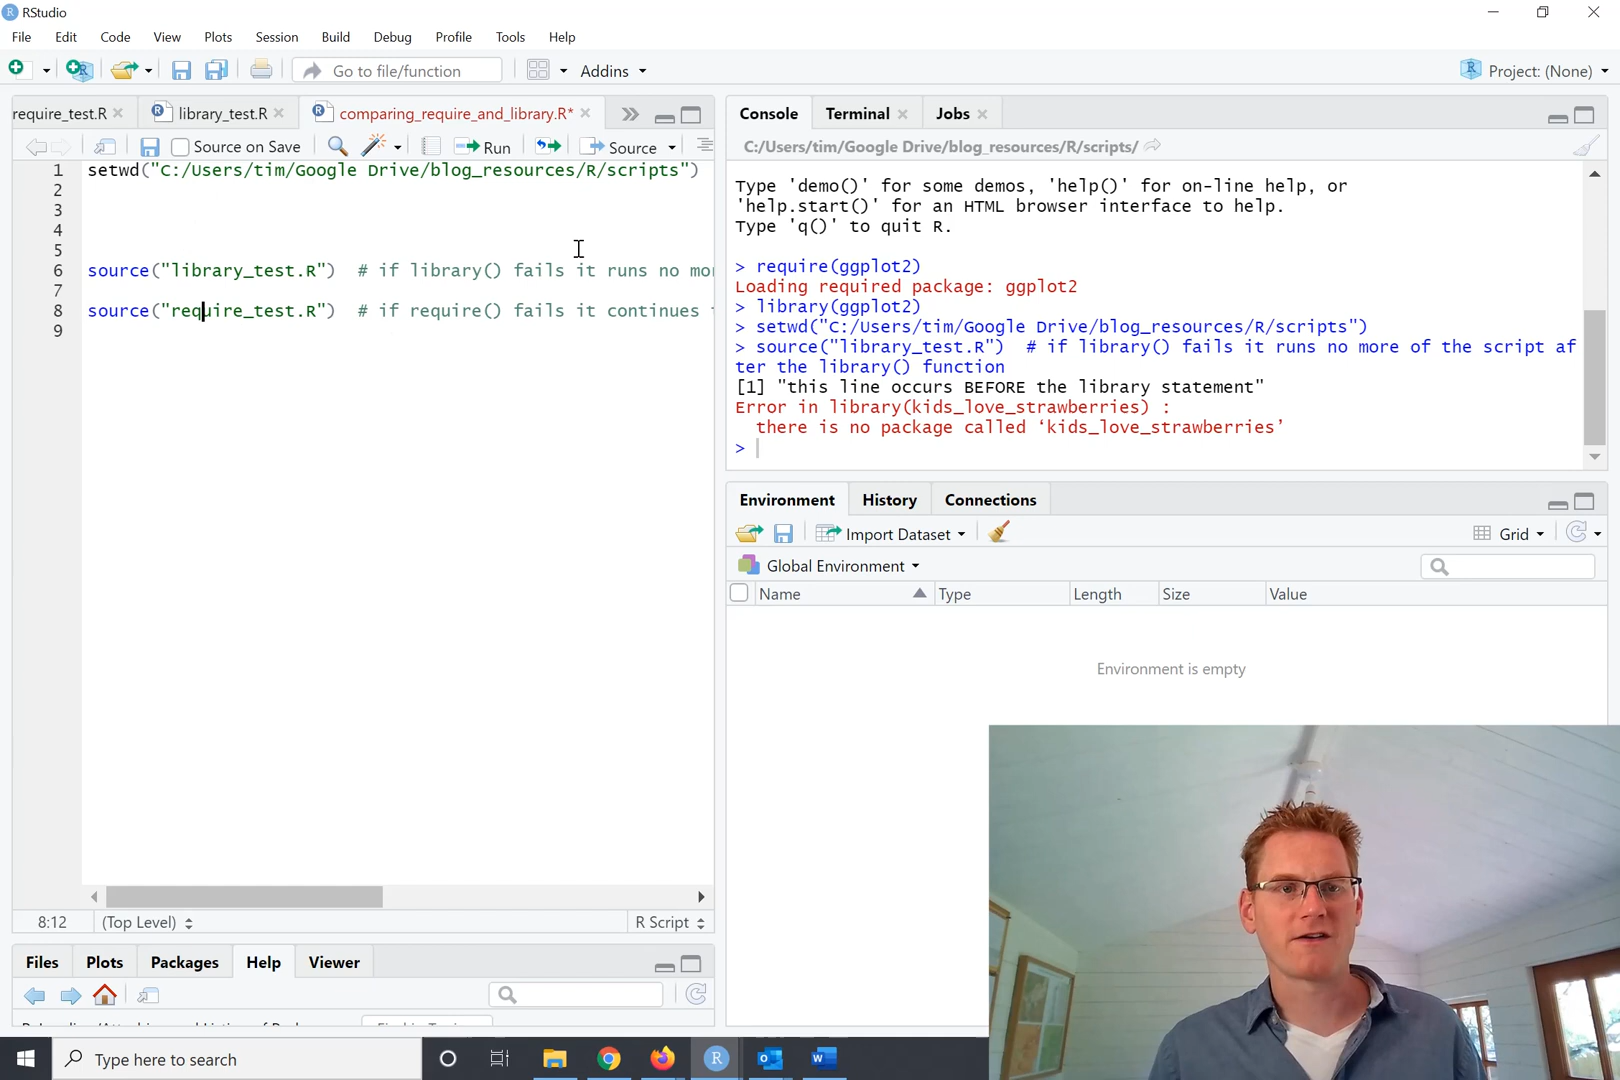 RStudio
File Edit Code View Plots Session Build Debug Profile Tools Help
Go to file/function Addins Project: (None)
require_test.R library_test.R comparing_require_and_library.R*
Source on Save Run Source
1 setwd("C:/Users/tim/Google Drive/blog_resources/R/scripts")
2
3
4
5
6 source("library_test.R") # if library() fails it runs no mo
7
8 source("require_test.R") # if require() fails it continues
9
8:12 (Top Level) R Script
Files Plots Packages Help Viewer
Console Terminal Jobs
C:/Users/tim/Google Drive/blog_resources/R/scripts/
Type 'demo()' for some demos, 'help()' for on-line help, or
'help.start()' for an HTML browser interface to help.
Type 'q()' to quit R.
> require(ggplot2)
Loading required package: ggplot2
> library(ggplot2)
> setwd("C:/Users/tim/Google Drive/blog_resources/R/scripts")
> source("library_test.R") # if library() fails it runs no more of the script af
ter the library() function
[1] "this line occurs BEFORE the library statement"
Error in library(kids_love_strawberries) :
there is no package called ‘kids_love_strawberries’
>
Environment History Connections
Import Dataset Grid
Global Environment
Name Type Length Size Value
Environment is empty
Type here to search